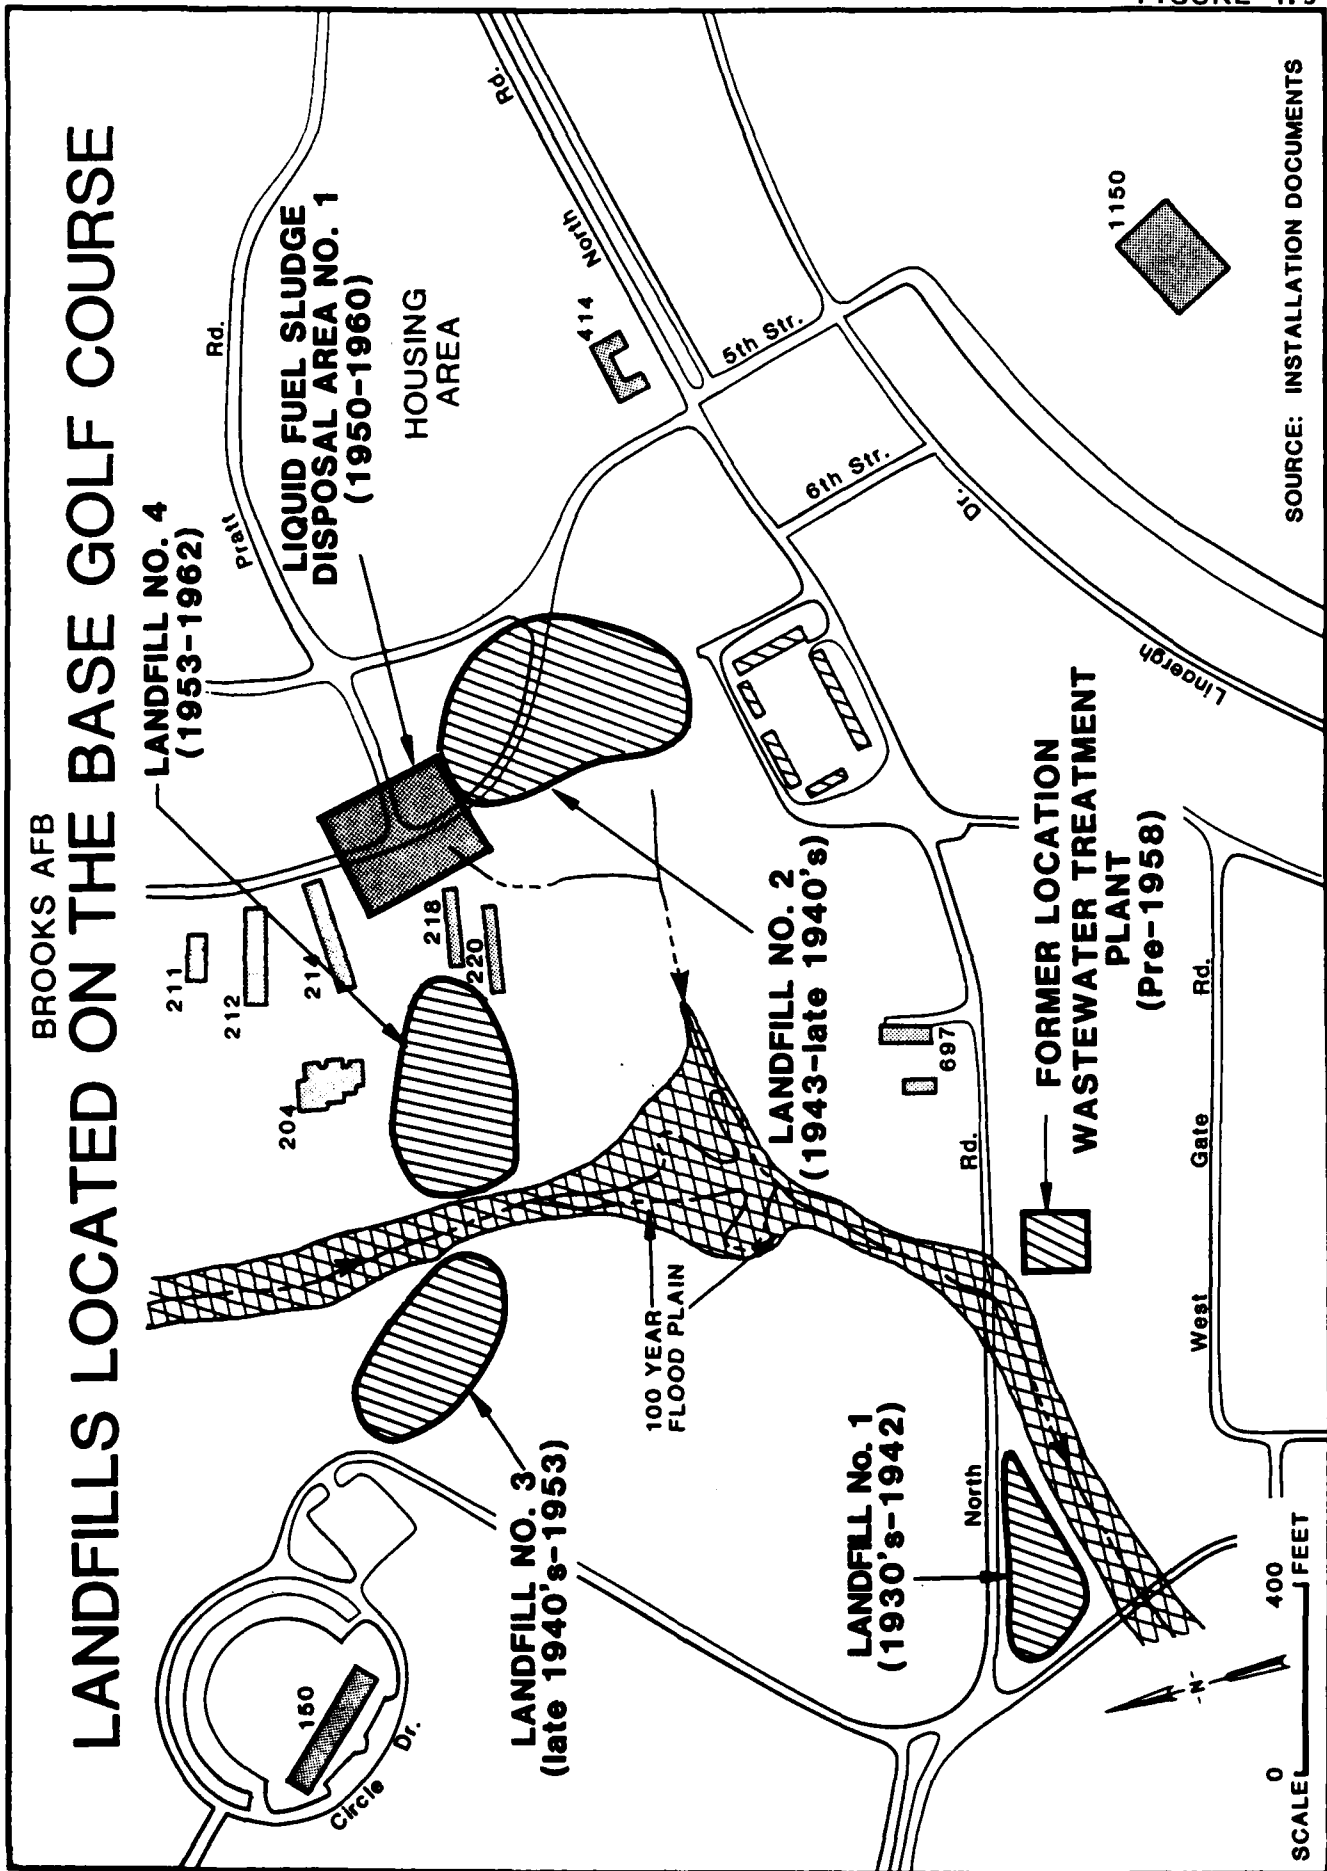 BROOKS AFB
LANDFILLS LOCATED ON THE BASE GOLF COURSE
LANDFILL NO. 4
(1953-1962)
Pratt
Rd.
LIQUID FUEL SLUDGE
DISPOSAL AREA NO. 1
(1950-1960)
HOUSING
AREA
North
Rd.
211
212
214
204
218
220
414
150
Circle
Dr.
LANDFILL NO. 3
(late 1940's-1953)
100 YEAR
FLOOD PLAIN
LANDFILL NO. 2
(1943-late 1940's)
5th Str.
6th Str.
Dr.
Lindergh
1150
LANDFILL No. 1
(1930's-1942)
North
Rd.
697
FORMER LOCATION
WASTEWATER TREATMENT
PLANT
(Pre-1958)
West
Gate
Rd.
-N-
0
400
SCALE
FEET
SOURCE: INSTALLATION DOCUMENTS